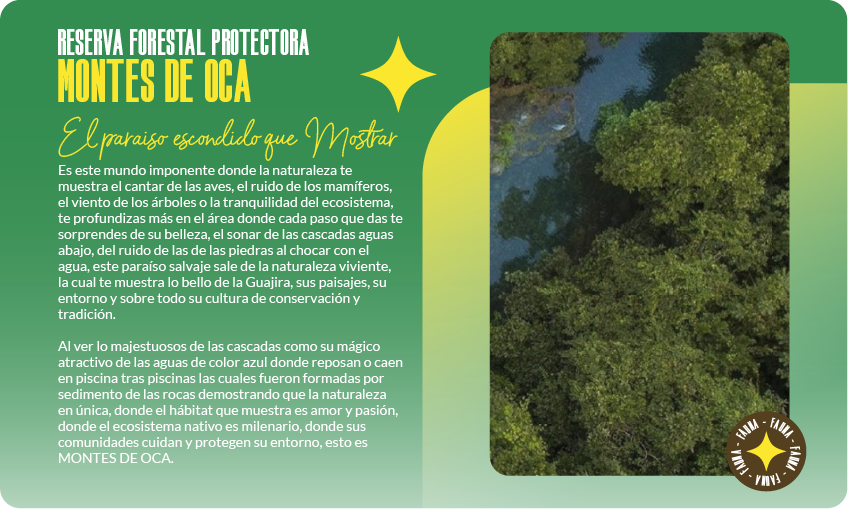 RESERVA FORESTAL PROTECTORA
MONTES DE OCA
El paraiso escondido que Mostrar
Es este mundo imponente donde la naturaleza te
muestra el cantar de las aves, el ruido de los mamíferos,
el viento de los árboles o la tranquilidad del ecosistema,
te profundizas más en el área donde cada paso que das te
sorprendes de su belleza, el sonar de las cascadas aguas
abajo, del ruido de las de las piedras al chocar con el
agua, este paraíso salvaje sale de la naturaleza viviente,
la cual te muestra lo bello de la Guajira, sus paisajes, su
entorno y sobre todo su cultura de conservación y
tradición.
Al ver lo majestuosos de las cascadas como su mágico
atractivo de las aguas de color azul donde reposan o caen
en piscina tras piscinas las cuales fueron formadas por
sedimento de las rocas demostrando que la naturaleza
en única, donde el hábitat que muestra es amor y pasión,
donde el ecosistema nativo es milenario, donde sus
comunidades cuidan y protegen su entorno, esto es
MONTES DE OCA.
FAUNA - FAUNA - FAUNA - FAUNA - FAUNA -